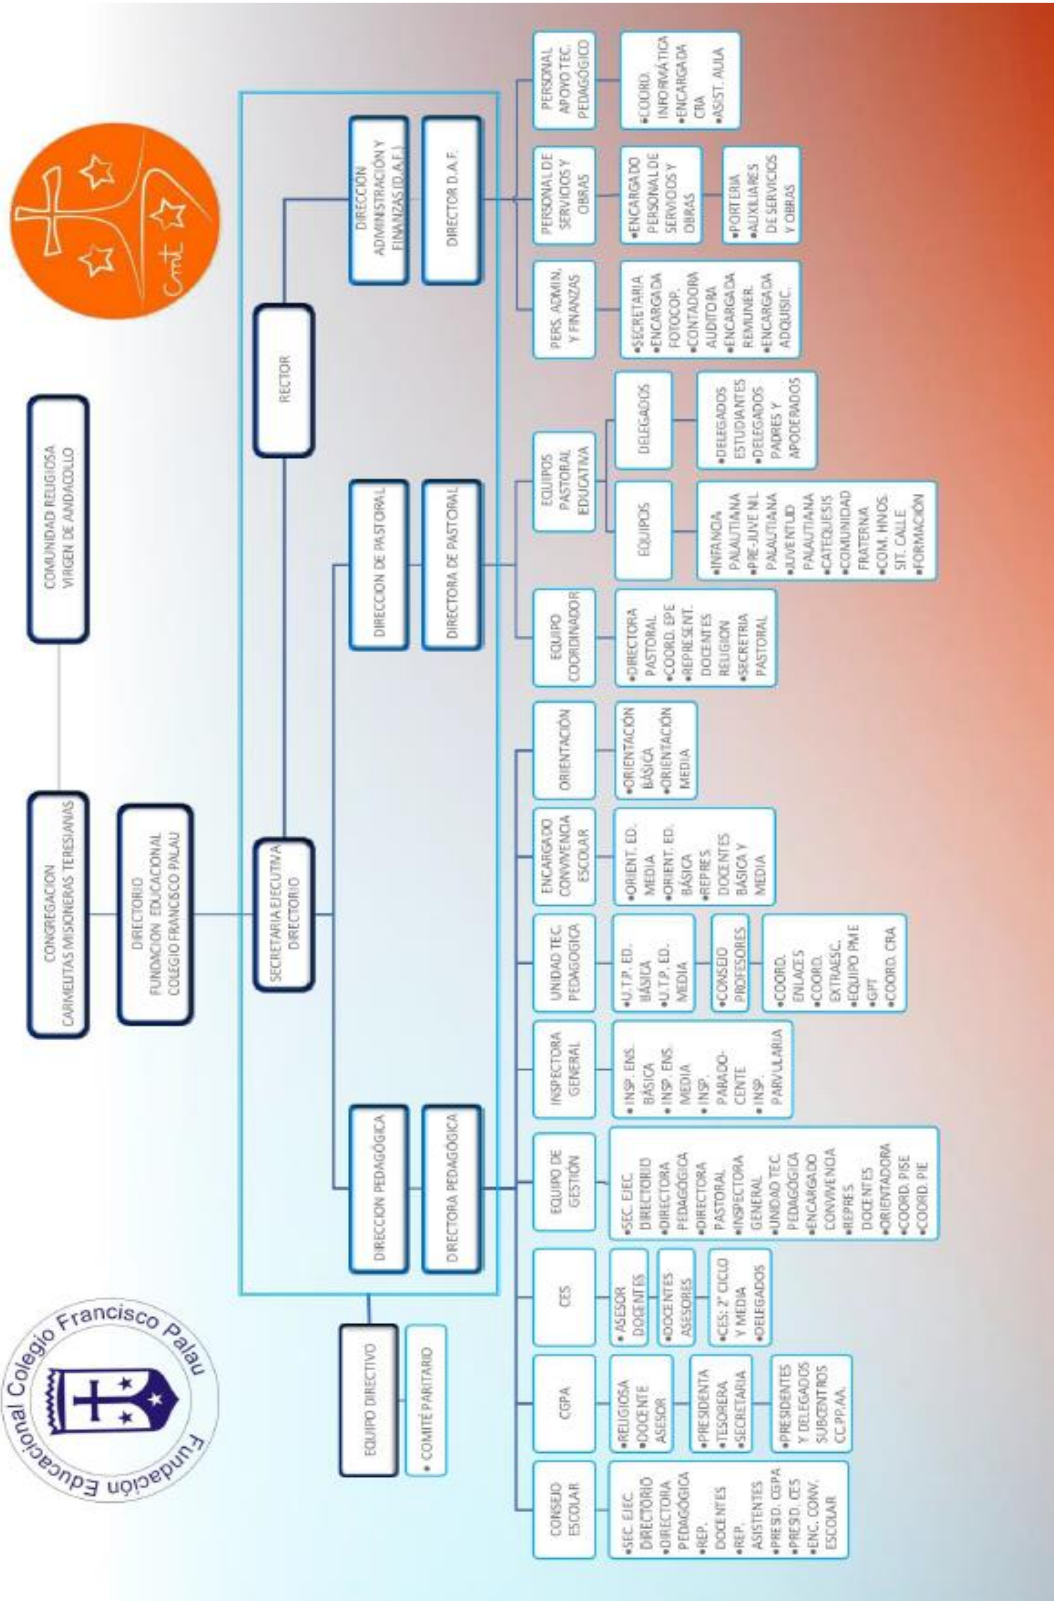 Fundación Educacional Colegio Francisco Palau
cmt
CONGREGACION
CARMELITAS MISIONERAS TERESIANAS
COMUNIDAD RELIGIOSA
VIRGEN DE ANDACOLLO
DIRECTORIO
FUNDACION EDUCACIONAL
COLEGIO FRANCISCO PALAU
SECRETARIA EJECUTIVA
DIRECTORIO
RECTOR
EQUIPO DIRECTIVO
• COMITÉ PARITARIO
DIRECCION PEDAGÓGICA
DIRECTORA PEDAGÓGICA
DIRECCION DE PASTORAL
DIRECTORA DE PASTORAL
DIRECCIÓN
ADMINISTRACIÓN Y
FINANZAS (D.A.F.)
DIRECTOR D.A.F.
CONSEJO
ESCOLAR
•SEC. EJEC.
DIRECTORIO
•DIRECTORA
PEDAGÓGICA
•REP.
DOCENTES
•REP.
ASISTENTES
•PRESID. CGPA
•PRESID. CES
•ENC. CONV.
ESCOLAR
CGPA
•RELIGIOSA
•DOCENTE
ASESOR
•PRESIDENTA
•TESORERA
•SECRETARIA
•PRESIDENTES
Y DELEGADOS
SUBCENTROS
CC.PP.AA.
CES
• ASESOR
DOCENTES
•DOCENTES
ASESORES
•CES: 2° CICLO
Y MEDIA
•DELEGADOS
EQUIPO DE
GESTIÓN
•SEC. EJEC.
DIRECTORIO
•DIRECTORA
PEDAGÓGICA
•DIRECTORA
PASTORAL
•INSPECTORA
GENERAL
•UNIDAD TEC.
PEDAGÓGICA
•ENCARGADO
CONVIVENCIA
•REPRES.
DOCENTES
•ORIENTADORA
•COORD. PISE
•COORD. PIE
INSPECTORA
GENERAL
• INSP. ENS.
BÁSICA
• INSP. ENS.
MEDIA
• INSP.
PARADO-
CENTE
• INSP.
PARVULARIA
UNIDAD TEC.
PEDAGOGICA
•U.T.P. ED.
BÁSICA
•U.T.P. ED.
MEDIA
•CONSEJO
PROFESORES
•COORD.
ENLACES
•COORD.
EXTRAESC.
•EQUIPO PME
•GPT
•COORD. CRA
ENCARGADO
CONVIVENCIA
ESCOLAR
•ORIENT. ED.
MEDIA
•ORIENT. ED.
BÁSICA
•REPRES.
DOCENTES
BÁSICA Y
MEDIA
ORIENTACIÓN
•ORIENTACIÓN
BÁSICA
•ORIENTACIÓN
MEDIA
EQUIPO
COORDINADOR
•DIRECTORA
PASTORAL
•COORD. EPE
•REPRESENT.
DOCENTES
RELIGION
•SECRETRIA
PASTORAL
EQUIPOS
PASTORAL
EDUCATIVA
EQUIPOS
•INFANCIA
PALAUTIANA
•PRE-JUVENIL
PALAUTIANA
•JUVENTUD
PALAUTIANA
•CATEQUESIS
•COMUNIDAD
FRATERNA
•COM. HNOS.
SIT. CALLE
•FORMACIÓN
DELEGADOS
•DELEGADOS
ESTUDIANTES
•DELEGADOS
PADRES Y
APODERADOS
PERS. ADMIN.
Y FINANZAS
•SECRETARIA
•ENCARGADA
FOTOCOP.
•CONTADORA
AUDITORA
•ENCARGADA
REMUNER.
•ENCARGADA
ADQUISIC.
PERSONAL DE
SERVICIOS Y
OBRAS
•ENCARGADO
PERSONAL DE
SERVIDOS Y
OBRAS
•PORTERIA
•AUXILIARES
DE SERVICIOS
Y OBRAS
PERSONAL
APOYO TEC.
PEDAGÓGICO
•COORD.
INFORMÁTICA
•ENCARGADA
CRA
•ASIST. AULA